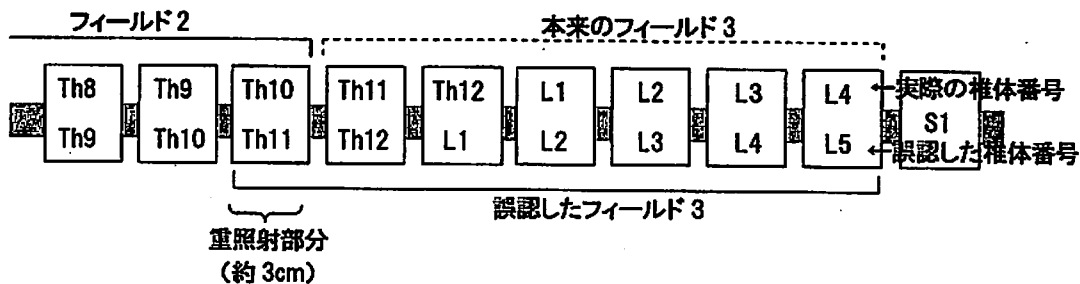 フィールド2
本来のフィールド3
Th8 Th9 Th10 Th11 Th12 L1 L2 L3 L4 ←実際の椎体番号
S1
Th9 Th10 Th11 Th12 L1 L2 L3 L4 L5 ←誤認した椎体番号
誤認したフィールド3
重照射部分
(約3cm)